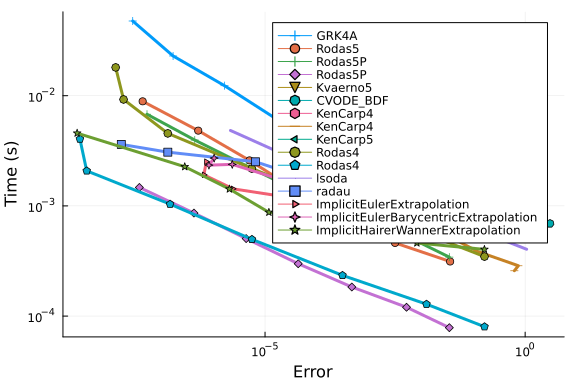 GRK4A
Rodas5
Rodas5P
Rodas5P
Kvaerno5
CVODE_BDF
KenCarp4
KenCarp4
KenCarp5
Rodas4
Rodas4
lsoda
radau
ImplicitEulerExtrapolation
ImplicitEulerBarycentricExtrapolation
ImplicitHairerWannerExtrapolation
Time (s)
10⁻²
10⁻³
10⁻⁴
10⁻⁵
10⁰
Error